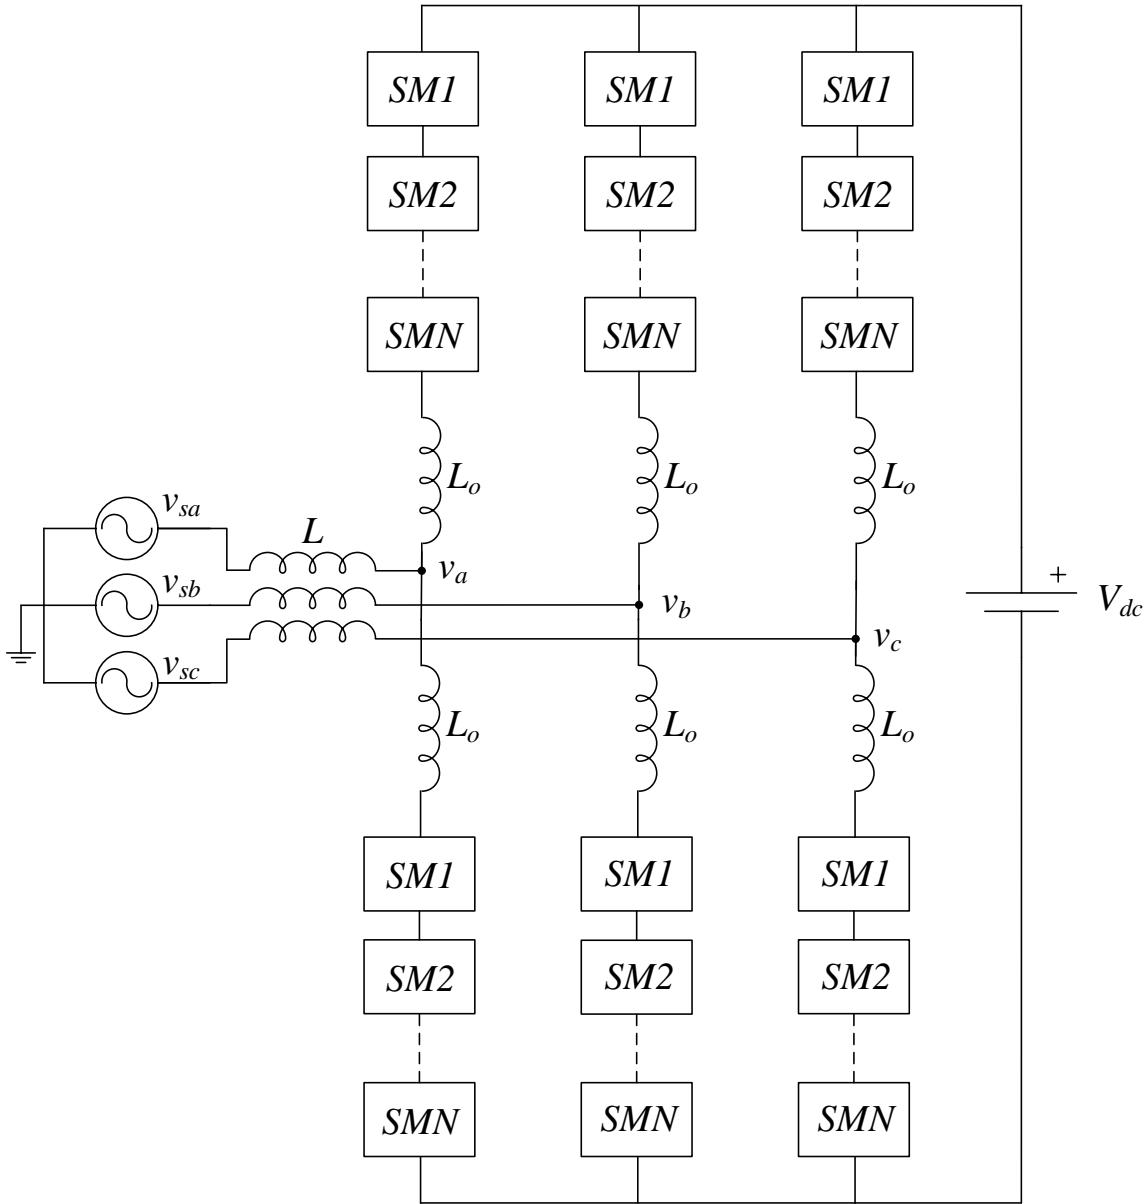 SM1 SM1 SM1
SM2 SM2 SM2
SMN SMN SMN
L_o L_o L_o
v_sa
L
v_a
v_sb
v_b
+
V_dc
v_c
v_sc
L_o L_o L_o
SM1 SM1 SM1
SM2 SM2 SM2
SMN SMN SMN